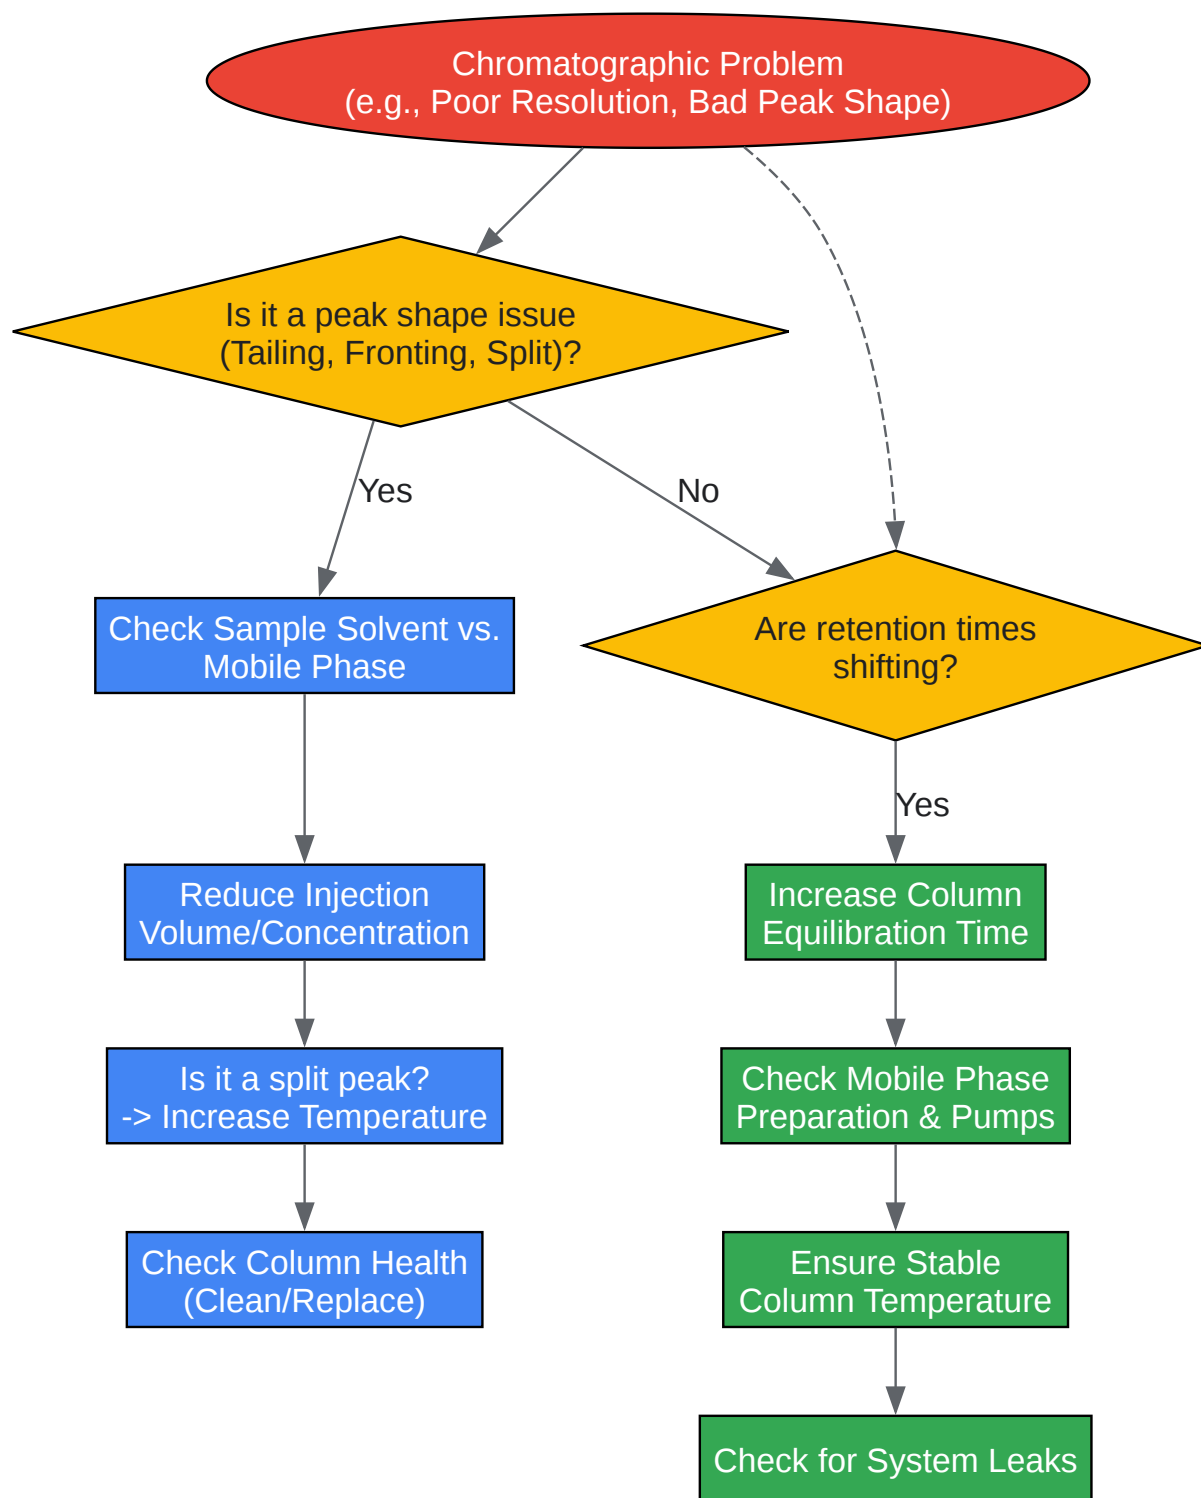 Chromatographic Problem
(e.g., Poor Resolution, Bad Peak Shape)
Is it a peak shape issue
(Tailing, Fronting, Split)?
Yes
No
Check Sample Solvent vs.
Mobile Phase
Are retention times
shifting?
Yes
Reduce Injection
Volume/Concentration
Increase Column
Equilibration Time
Is it a split peak?
-> Increase Temperature
Check Mobile Phase
Preparation & Pumps
Check Column Health
(Clean/Replace)
Ensure Stable
Column Temperature
Check for System Leaks